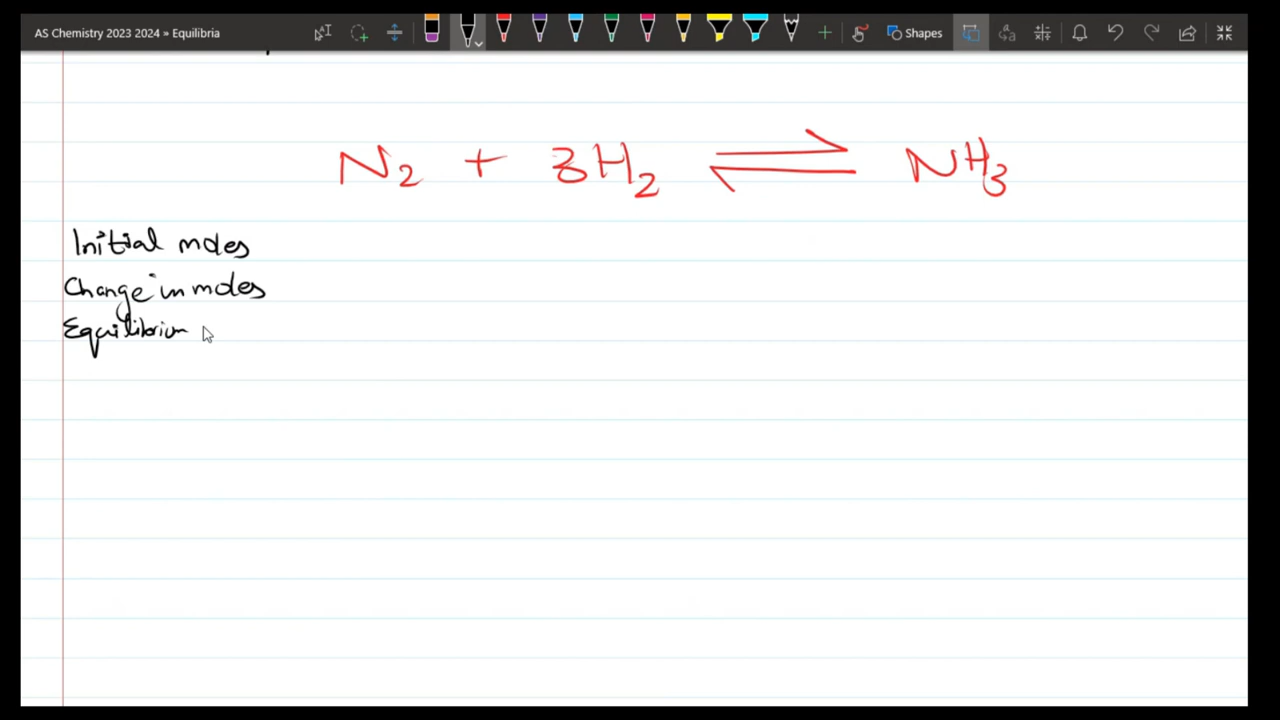 AS Chemistry 2023 2024 » Equilibria
Shapes
N₂ + 3H₂ ⇌ NH₃
Initial moles
Change in moles
Equilibrium